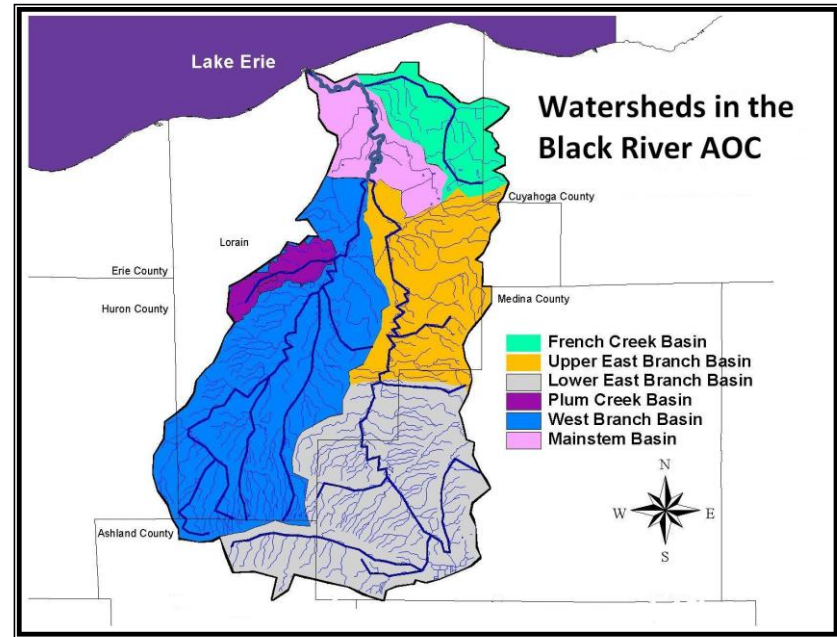 Lake Erie
Watersheds in the
Black River AOC
Cuyahoga County
Lorain
Erie County
Huron County
Medina County
French Creek Basin
Upper East Branch Basin
Lower East Branch Basin
Plum Creek Basin
West Branch Basin
Mainstem Basin
N
W
E
S
Ashland County